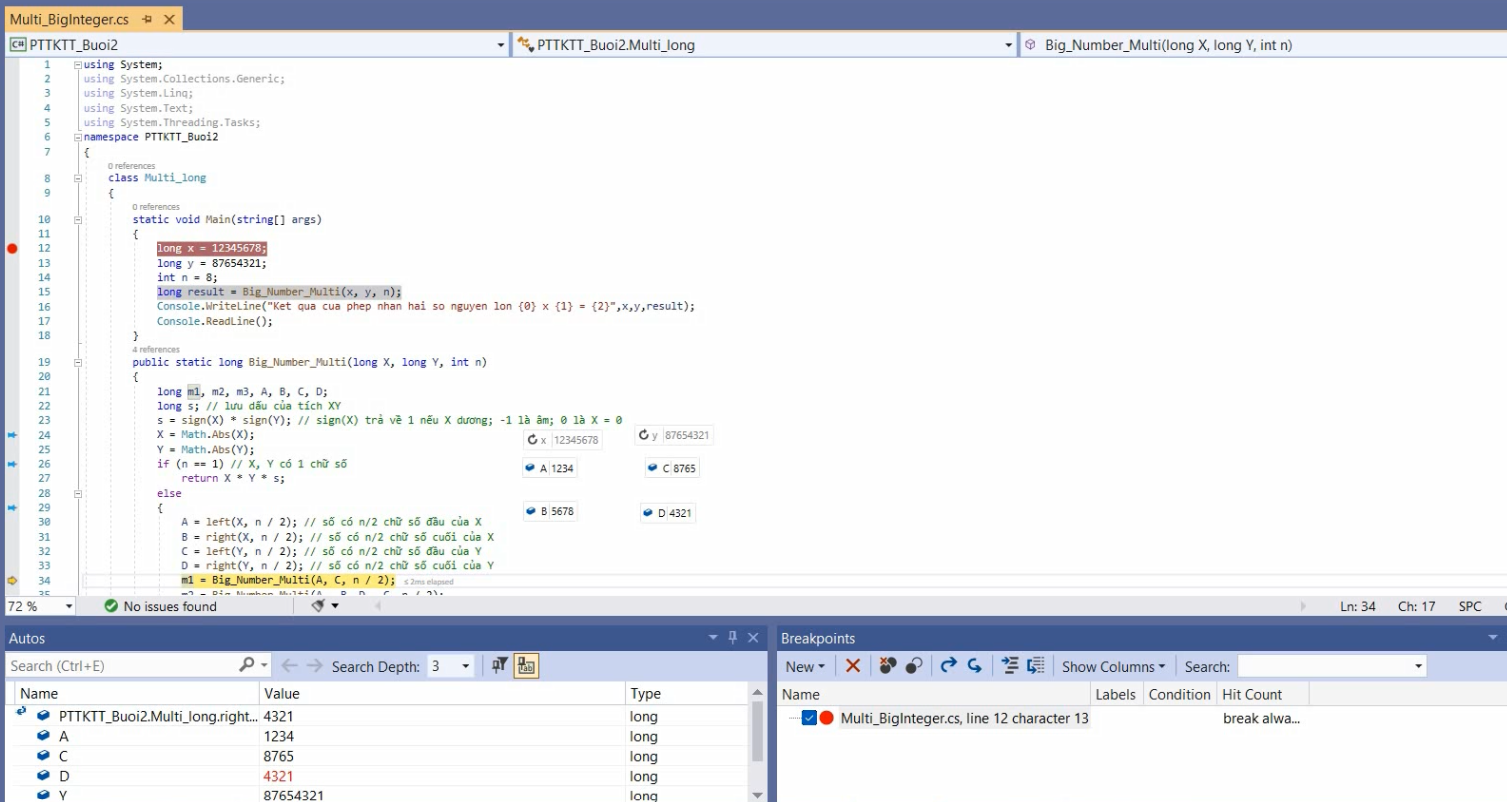 Multi_BigInteger.cs
C# PTTKTT_Buoi2 PTTKTT_Buoi2.Multi_long Big_Number_Multi(long X, long Y, int n)
1 using System;
2 using System.Collections.Generic;
3 using System.Linq;
4 using System.Text;
5 using System.Threading.Tasks;
6 namespace PTTKTT_Buoi2
7 {
0 references
8 class Multi_long
9 {
0 references
10 static void Main(string[] args)
11 {
12 long x = 12345678;
13 long y = 87654321;
14 int n = 8;
15 long result = Big_Number_Multi(x, y, n);
16 Console.WriteLine("Ket qua cua phep nhan hai so nguyen lon {0} x {1} = {2}",x,y,result);
17 Console.ReadLine();
18 }
4 references
19 public static long Big_Number_Multi(long X, long Y, int n)
20 {
21 long m1, m2, m3, A, B, C, D;
22 long s; // lưu dấu của tích XY
23 s = sign(X) * sign(Y); // sign(X) trả về 1 nếu X dương; -1 là âm; 0 là X = 0
24 X = Math.Abs(X); x 12345678 y 87654321
25 Y = Math.Abs(Y);
26 if (n == 1) // X, Y có 1 chữ số A 1234 C 8765
27 return X * Y * s;
28 else
29 { B 5678 D 4321
30 A = left(X, n / 2); // số có n/2 chữ số đầu của X
31 B = right(X, n / 2); // số có n/2 chữ số cuối của X
32 C = left(Y, n / 2); // số có n/2 chữ số đầu của Y
33 D = right(Y, n / 2); // số có n/2 chữ số cuối của Y
34 m1 = Big_Number_Multi(A, C, n / 2); ≤ 2ms elapsed
35
72 % No issues found Ln: 34 Ch: 17 SPC
Autos
Search (Ctrl+E) Search Depth: 3
Name Value Type
PTTKTT_Buoi2.Multi_long.right... 4321 long
A 1234 long
C 8765 long
D 4321 long
Y 87654321 long
Breakpoints
New Show Columns Search:
Name Labels Condition Hit Count
Multi_BigInteger.cs, line 12 character 13 break alwa...